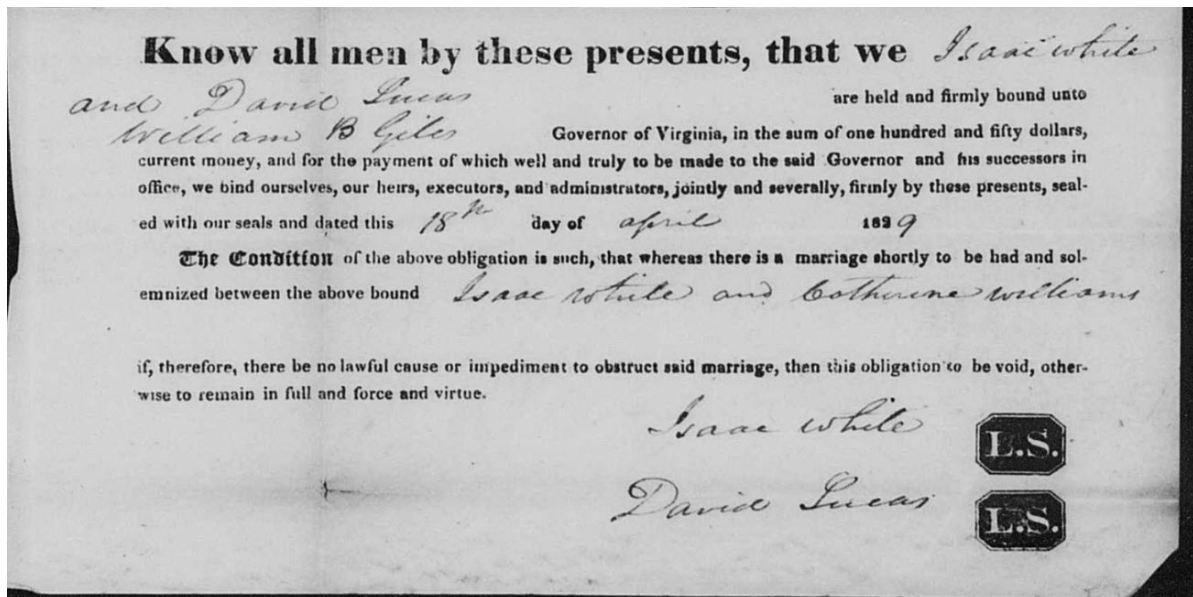 Know all men by these presents, that we Isaac White
and David Lucas are held and firmly bound unto
William B Giles Governor of Virginia, in the sum of one hundred and fifty dollars,
current money, and for the payment of which well and truly to be made to the said Governor and his successors in
office, we bind ourselves, our heirs, executors, and administrators, jointly and severally, firmly by these presents, seal-
ed with our seals and dated this 18th day of april 1829
The Condition of the above obligation is such, that whereas there is a marriage shortly to be had and sol-
emnized between the above bound Isaac White and Catherine Williams
if, therefore, there be no lawful cause or impediment to obstruct said marriage, then this obligation to be void, other-
wise to remain in full and force and virtue.
Isaac White L.S.
David Lucas L.S.